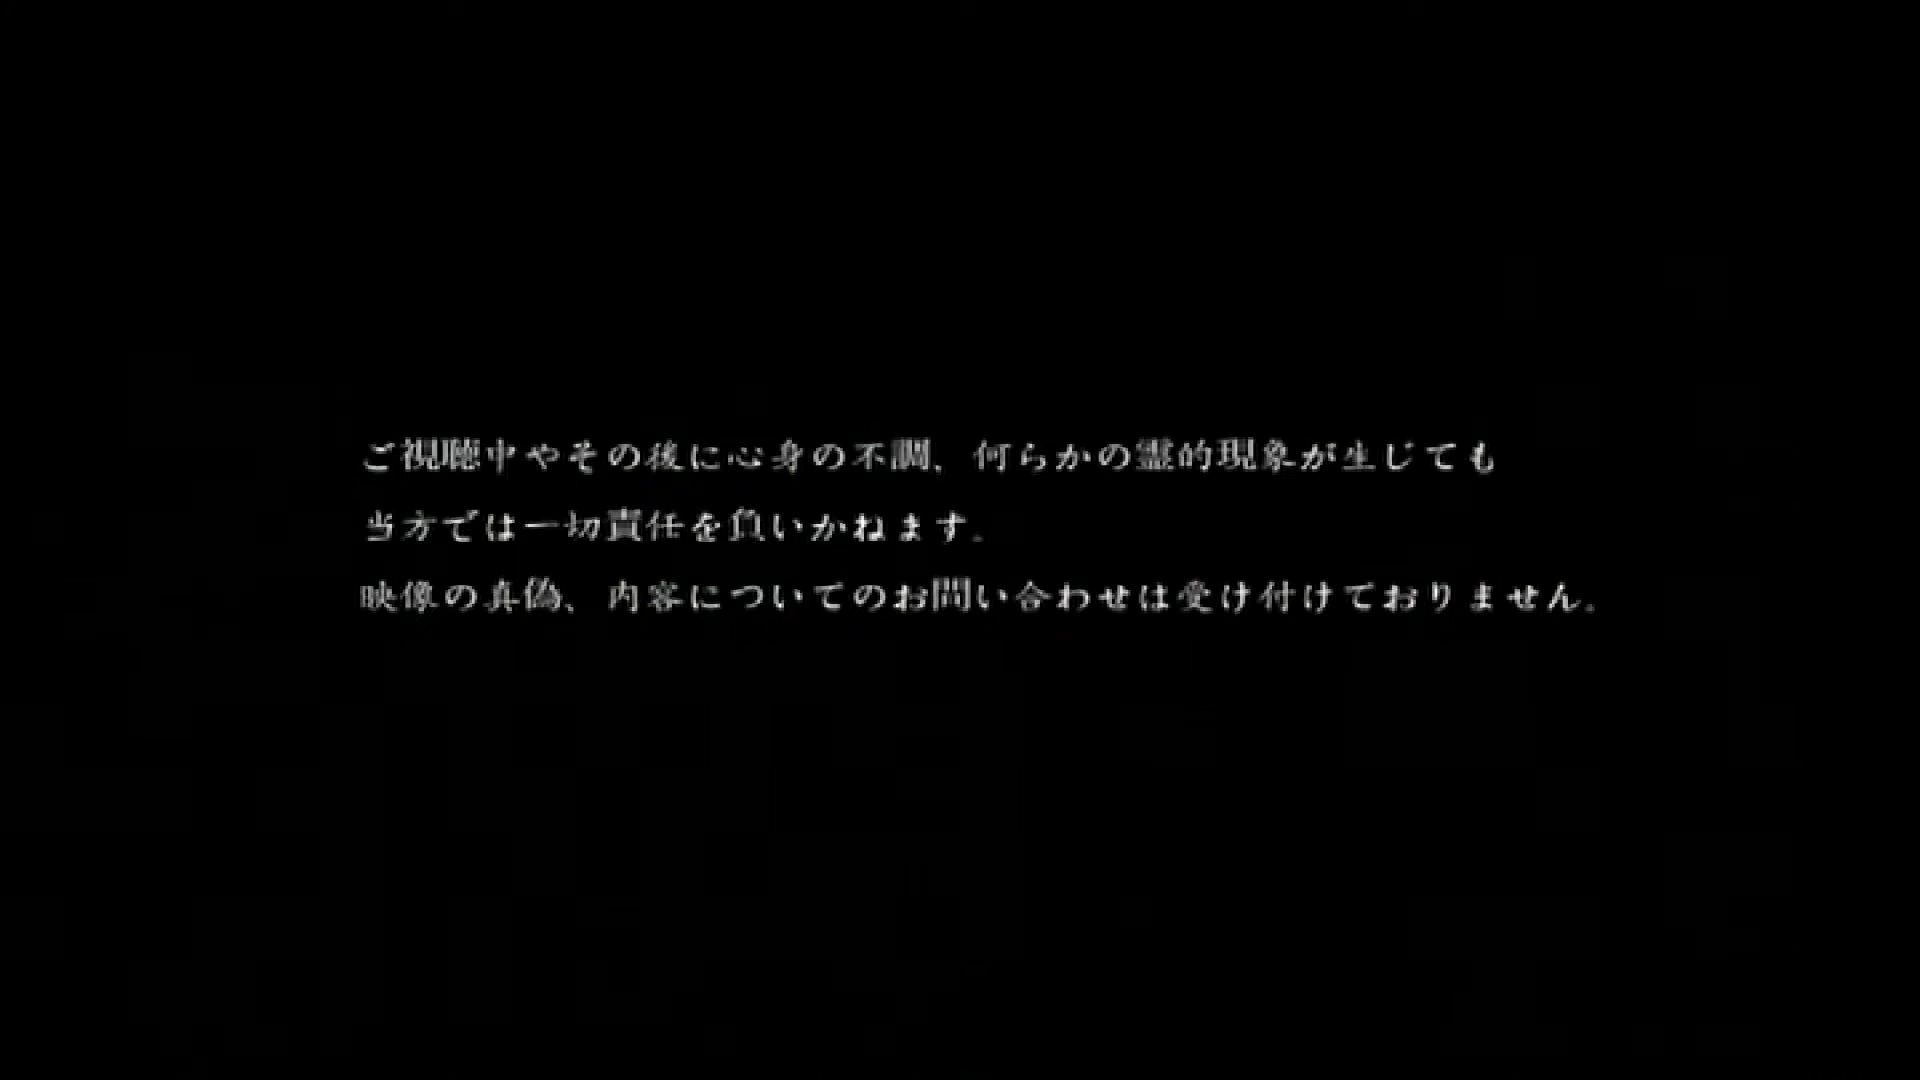 ご視聴中やその後に心身の不調、何らかの霊的現象が生じても
当方では一切責任を負いかねます。
映像の真偽、内容についてのお問い合わせは受け付けておりません。